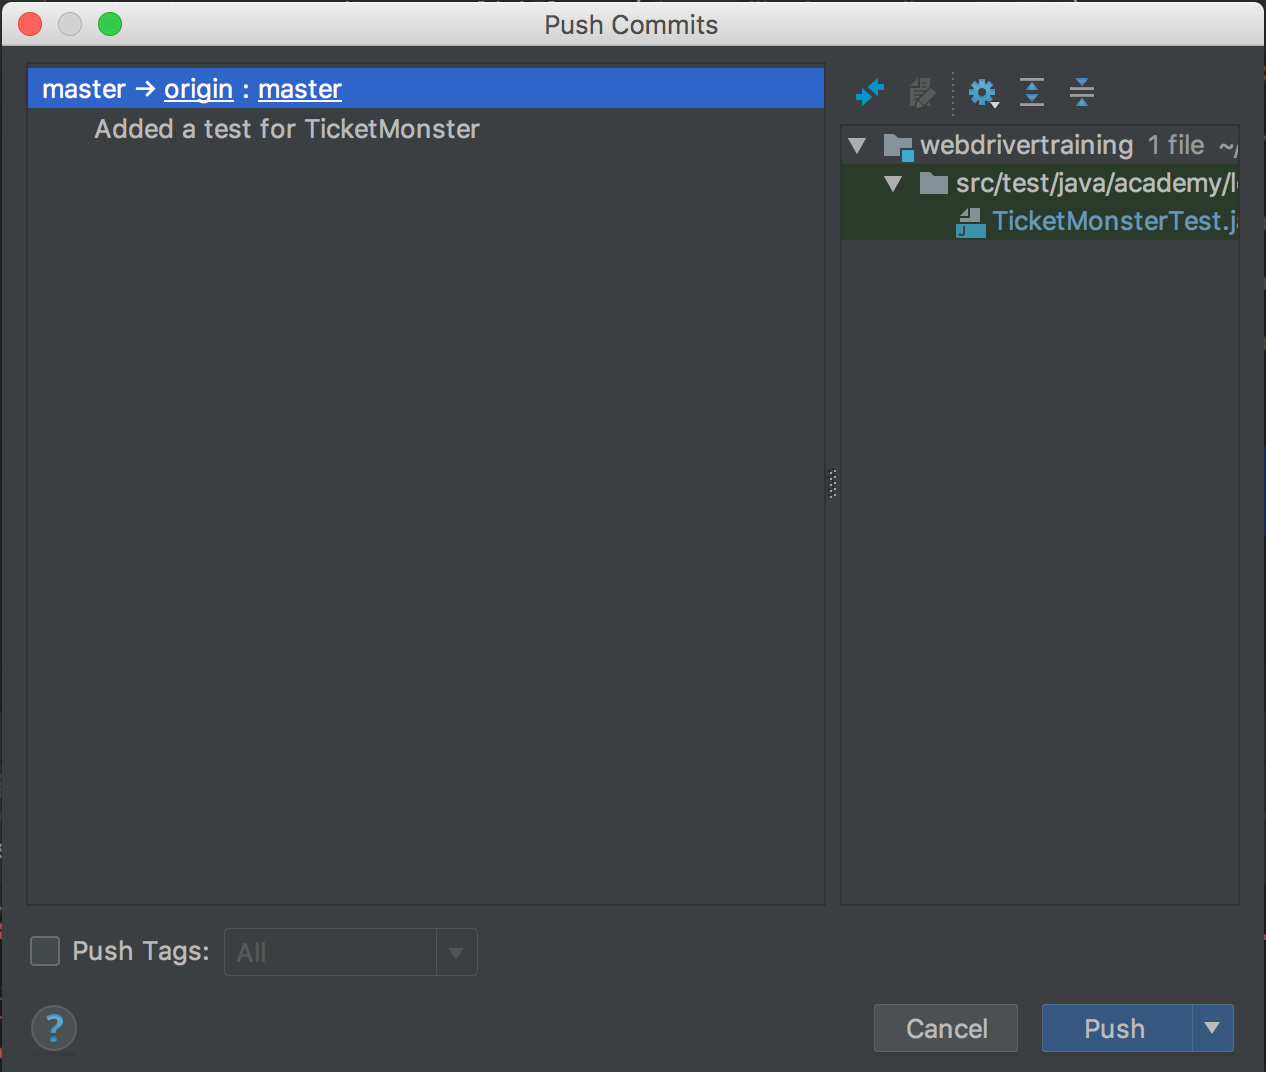 Push Commits
master → origin : master
Added a test for TicketMonster
webdrivertraining 1 file ~/
src/test/java/academy/l
TicketMonsterTest.j
Push Tags: All
? Cancel Push